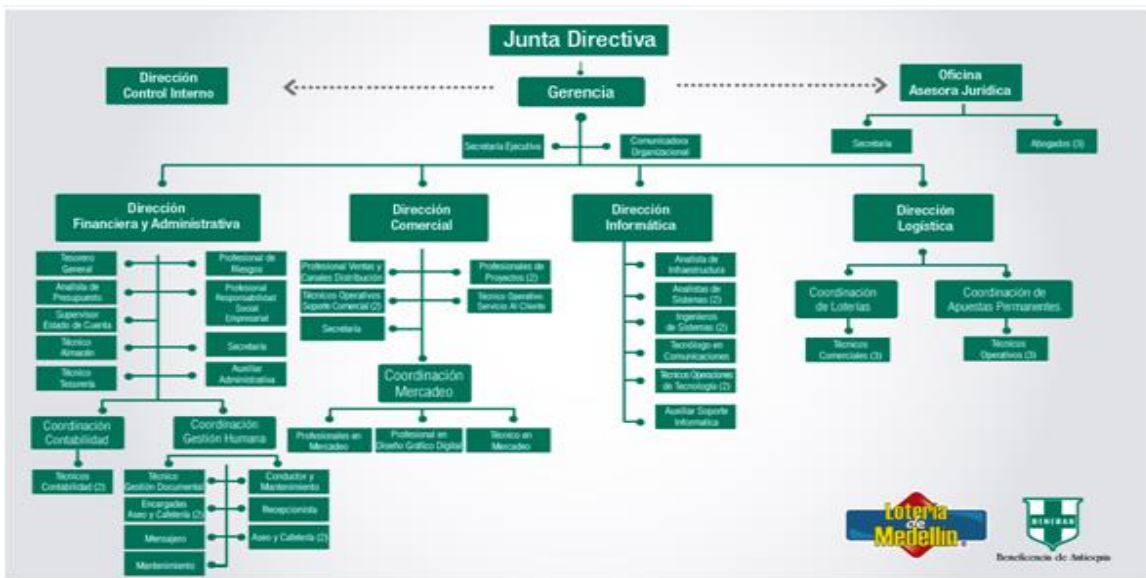 Junta Directiva
Dirección
Control Interno
Gerencia
Oficina
Asesora Jurídica
Secretaria Ejecutiva
Comunicadora
Organizacional
Secretaría
Abogados (3)
Dirección
Financiera y Administrativa
Dirección
Comercial
Dirección
Informática
Dirección
Logística
Tesorero
General
Profesional de
Riesgos
Analista de
Presupuesto
Profesional
Responsabilidad
Social
Empresarial
Supervisor
Estado de Cuenta
Técnico
Almacén
Secretaría
Técnico
Tesorería
Auxiliar
Administrativa
Coordinación
Contabilidad
Coordinación
Gestión Humana
Técnicos
Contabilidad (2)
Técnico
Gestión Documental
Conductor y
Mantenimiento
Encargadas
Aseo y Cafetería (2)
Recepcionista
Mensajero
Aseo y Cafetería (2)
Mantenimiento
Profesional Ventas y
Canales Distribución
Profesionales de
Proyectos (2)
Técnicos Operativos
Soporte Comercial (2)
Técnico Operativo
Servicio Al Cliente
Secretaría
Coordinación
Mercadeo
Profesionales en
Mercadeo
Profesional en
Diseño Gráfico Digital
Técnico en
Mercadeo
Analista de
Infraestructura
Analistas de
Sistemas (2)
Ingenieros
de Sistemas (2)
Tecnólogo en
Comunicaciones
Técnicos Operaciones
de Tecnología (2)
Auxiliar Soporte
Informatica
Coordinación
de Loterías
Coordinación de
Apuestas Permanentes
Técnicos
Comerciales (3)
Técnicos
Operativos (3)
Lotería
de
Medellín
BENEDAN
Beneficencia de Antioquia